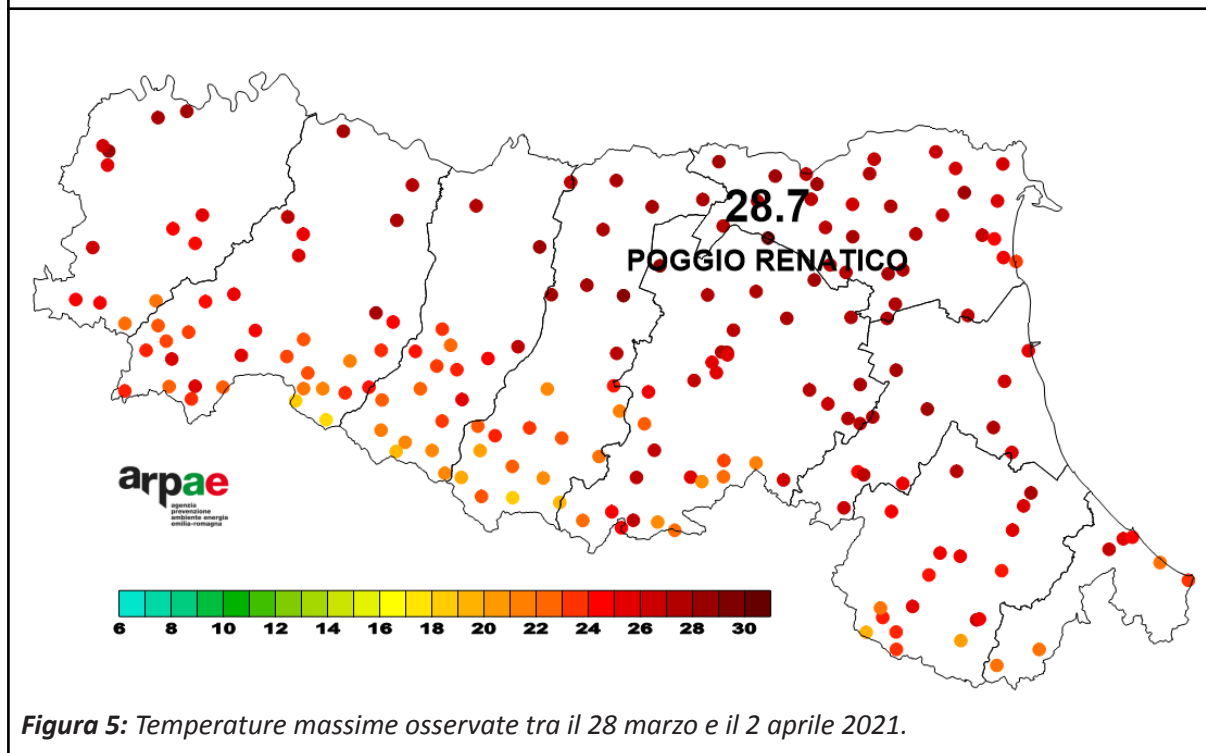 28.7
POGGIO RENATICO
arpae
agenzia
prevenzione
ambiente energia
emilia-romagna
6 8 10 12 14 16 18 20 22 24 26 28 30
Figura 5: Temperature massime osservate tra il 28 marzo e il 2 aprile 2021.